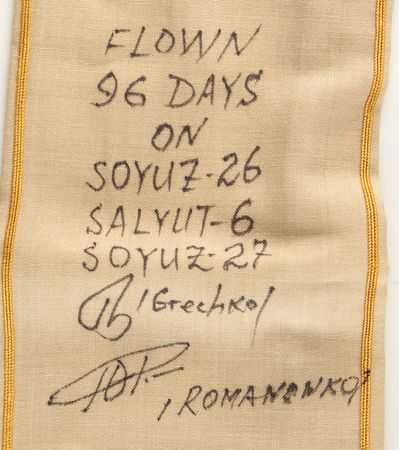 FLOWN
96 DAYS
ON
SOYUZ-26
SALYUT-6
SOYUZ-27
/Grechko/
/ROMANENKO/